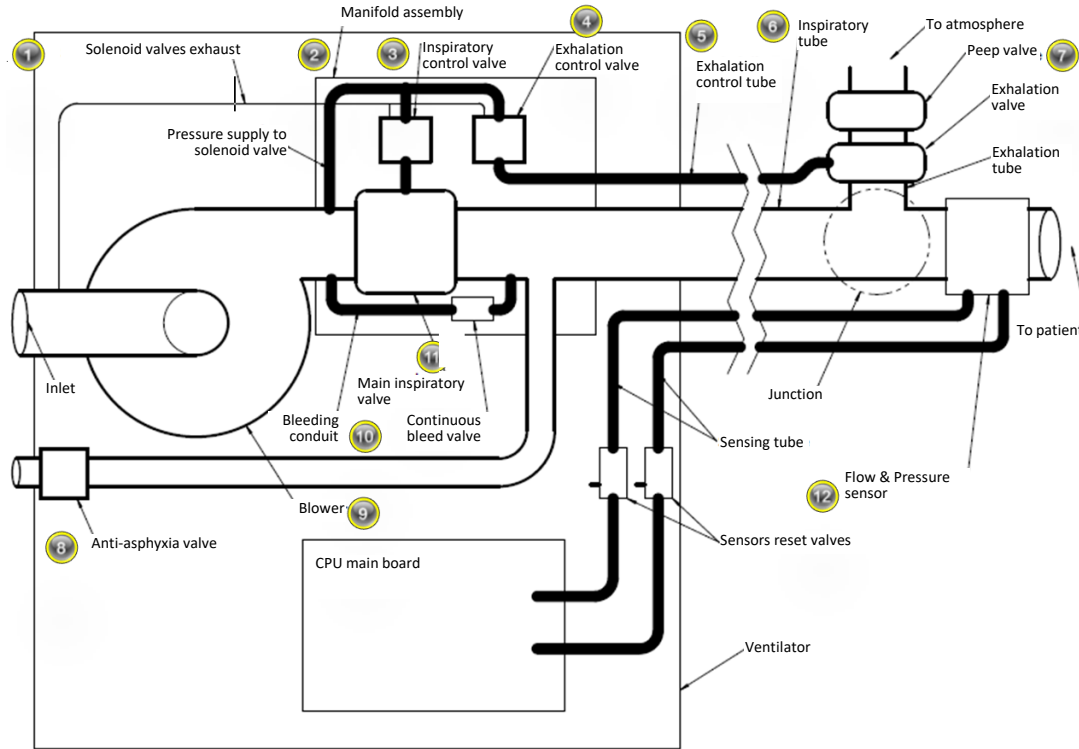 Manifold assembly
1
Solenoid valves exhaust
2
3
Inspiratory
control valve
4
Exhalation
control valve
5
Exhalation
control tube
6
Inspiratory
tube
To atmosphere
Peep valve
7
Exhalation
valve
Pressure supply to
solenoid valve
Exhalation
tube
To patient
Inlet
11
Main inspiratory
valve
Junction
Bleeding
conduit
10
Continuous
bleed valve
Sensing tube
12
Flow & Pressure
sensor
Blower
9
8
Anti-asphyxia valve
Sensors reset valves
CPU main board
Ventilator